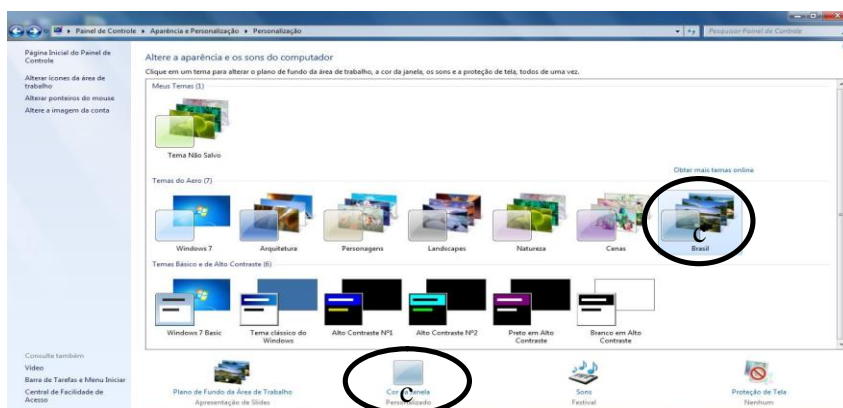 Painel de Controle ▸ Aparência e Personalização ▸ Personalização
Pesquisar Painel de Controle
Página Inicial do Painel de
Controle
Alterar ícones da área de
trabalho
Alterar ponteiros do mouse
Altere a imagem da conta
Altere a aparência e os sons do computador
Clique em um tema para alterar o plano de fundo da área de trabalho, a cor da janela, os sons e a proteção de tela, todos de uma vez.
Meus Temas (1)
Tema Não Salvo
Obter mais temas online
Temas do Aero (7)
C
Windows 7
Arquitetura
Personagens
Landscapes
Natureza
Cenas
Brasil
Temas Básico e de Alto Contraste (6)
Windows 7 Basic
Tema clássico do
Windows
Alto Contraste Nº1
Alto Contraste Nº2
Preto em Alto
Contraste
Branco em Alto
Contraste
Consulte também
Vídeo
Barra de Tarefas e Menu Iniciar
Central de Facilidade de
Acesso
Plano de Fundo da Área de Trabalho
Apresentação de Slides
Cor da Janela
C
Personalizado
Sons
Festival
Proteção de Tela
Nenhum